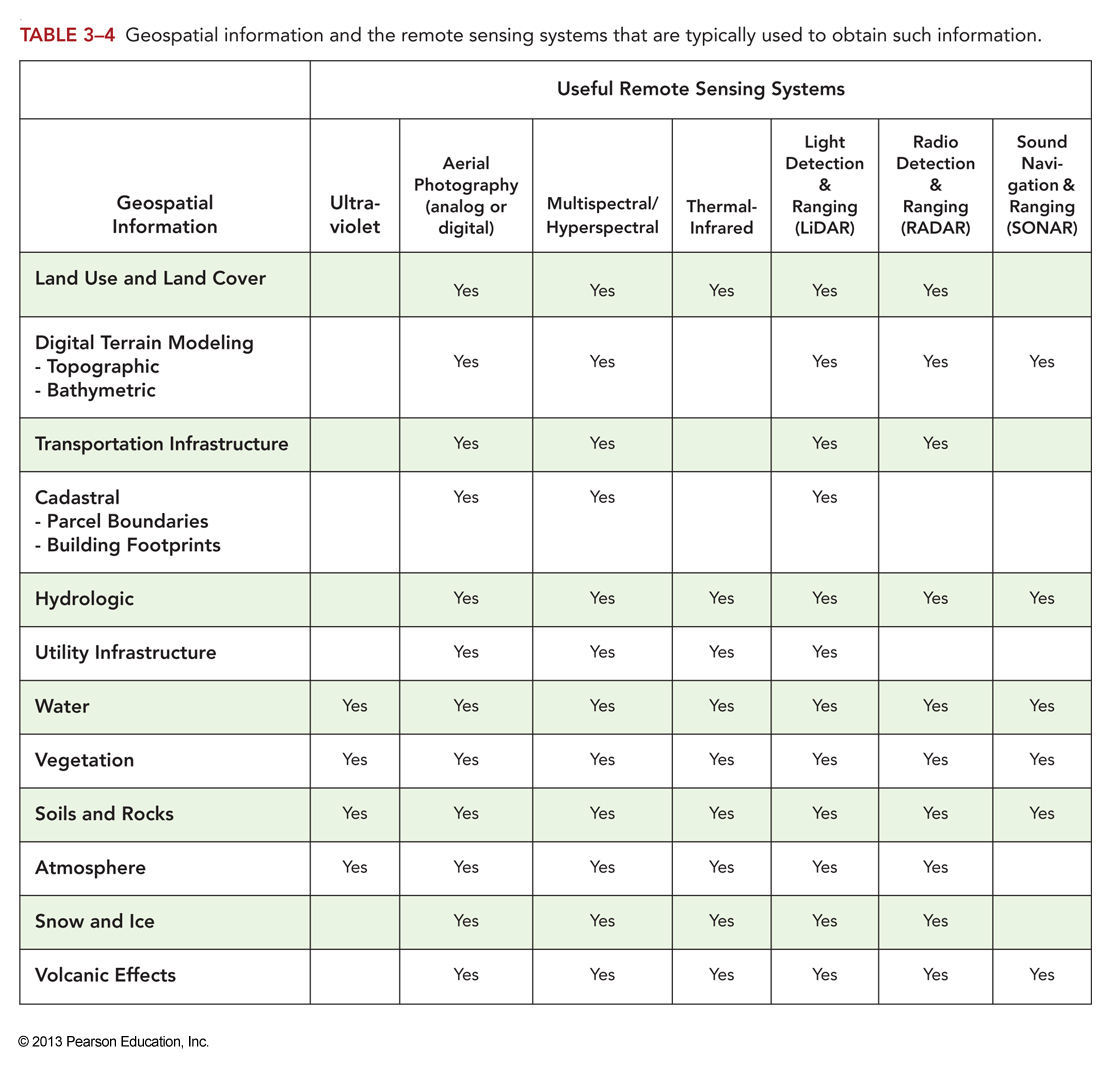 TABLE 3–4 Geospatial information and the remote sensing systems that are typically used to obtain such information.
Useful Remote Sensing Systems
Geospatial
Information
Ultra-
violet
Aerial
Photography
(analog or
digital)
Multispectral/
Hyperspectral
Thermal-
Infrared
Light
Detection
&
Ranging
(LiDAR)
Radio
Detection
&
Ranging
(RADAR)
Sound
Navi-
gation &
Ranging
(SONAR)
Land Use and Land Cover
Yes Yes Yes Yes Yes
Digital Terrain Modeling
- Topographic
- Bathymetric
Yes Yes Yes Yes Yes
Transportation Infrastructure Yes Yes Yes Yes
Cadastral Yes Yes Yes
- Parcel Boundaries
- Building Footprints
Hydrologic Yes Yes Yes Yes Yes Yes
Utility Infrastructure Yes Yes Yes Yes
Water Yes Yes Yes Yes Yes Yes Yes
Vegetation Yes Yes Yes Yes Yes Yes Yes
Soils and Rocks Yes Yes Yes Yes Yes Yes Yes
Atmosphere Yes Yes Yes Yes Yes Yes
Snow and Ice Yes Yes Yes Yes Yes
Volcanic Effects Yes Yes Yes Yes Yes Yes
© 2013 Pearson Education, Inc.